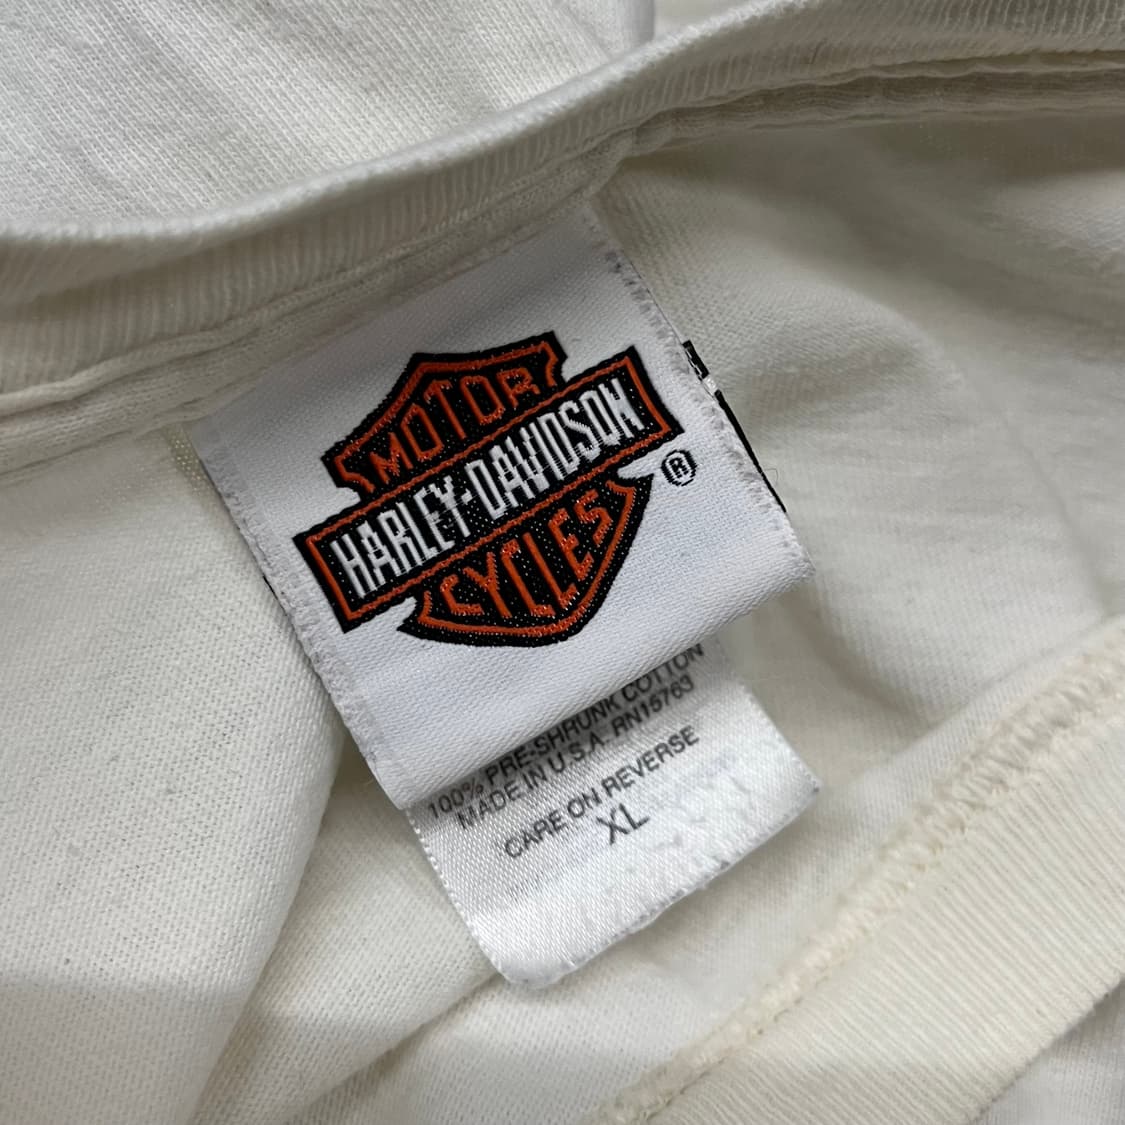 MOTOR
HARLEY-DAVIDSON
CYCLES
®
100% PRE-SHRUNK COTTON
MADE IN U.S.A. RN15763
CARE ON REVERSE
XL